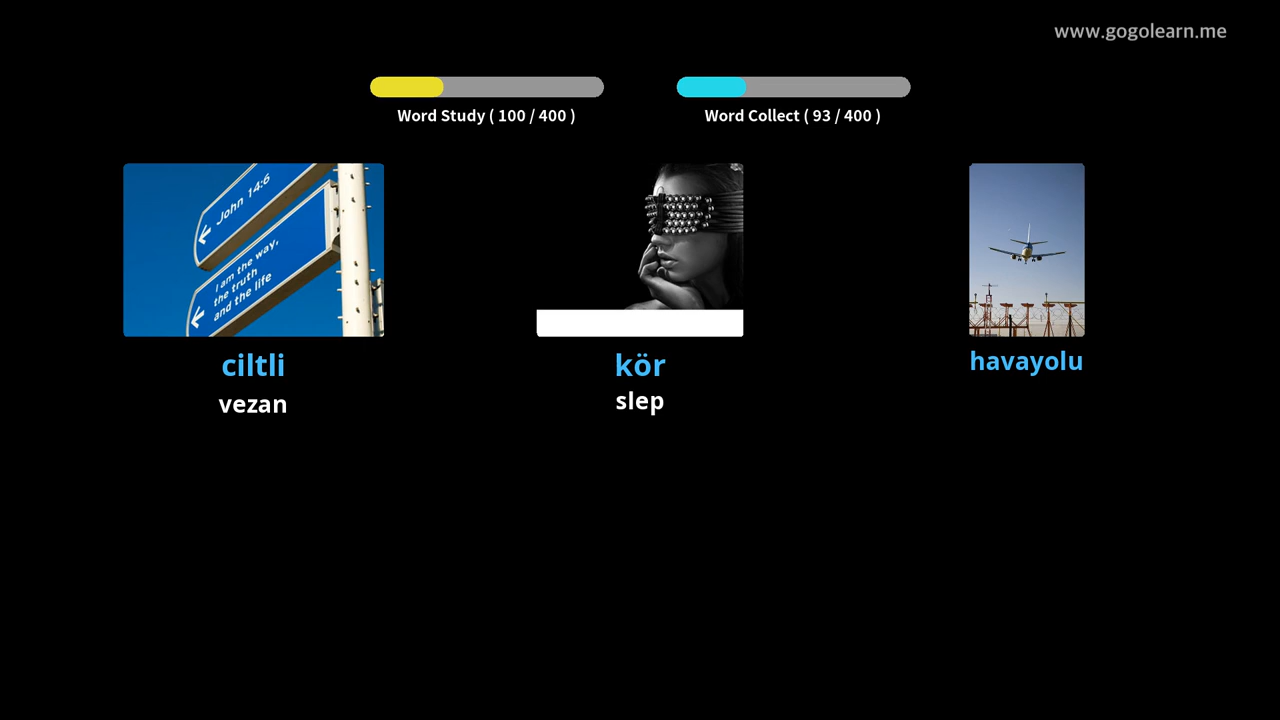 www.gogolearn.me
Word Study ( 100 / 400 )
Word Collect ( 93 / 400 )
John 14:6
I am the way,
the truth
and the life
ciltli
vezan
kör
slep
havayolu